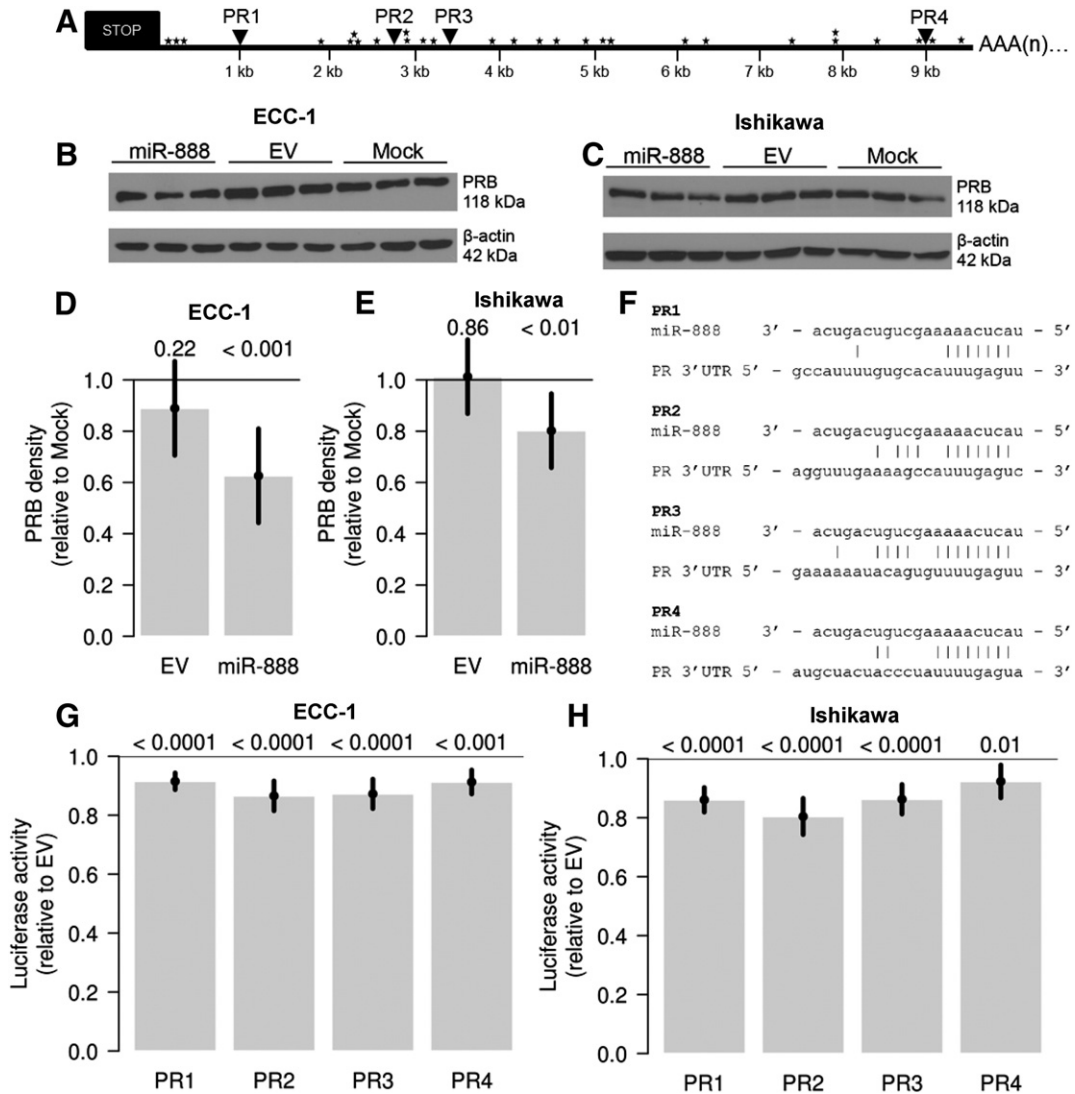 A STOP PR1 PR2 PR3 PR4 AAA(n)...
1 kb 2 kb 3 kb 4 kb 5 kb 6 kb 7 kb 8 kb 9 kb
B ECC-1
miR-888 EV Mock
PRB
118 kDa
β-actin
42 kDa
C Ishikawa
miR-888 EV Mock
PRB
118 kDa
β-actin
42 kDa
D ECC-1
0.22 < 0.001
PRB density
(relative to Mock)
1.0
0.8
0.6
0.4
0.2
0.0
EV miR-888
E Ishikawa
0.86 < 0.01
PRB density
(relative to Mock)
1.0
0.8
0.6
0.4
0.2
0.0
EV miR-888
F
PR1
miR-888 3' - acugacugucgaaaaacucau - 5'
PR 3'UTR 5' - gccauuuugugcacauuugaguu - 3'
PR2
miR-888 3' - acugacugucgaaaaacucau - 5'
PR 3'UTR 5' - agguuugaaaagccauuugaguc - 3'
PR3
miR-888 3' - acugacugucgaaaaacucau - 5'
PR 3'UTR 5' - gaaaaaauacaguguuuugaguu - 3'
PR4
miR-888 3' - acugacugucgaaaaacucau - 5'
PR 3'UTR 5' - augcuacuacccuauuuugagua - 3'
G ECC-1
< 0.0001 < 0.0001 < 0.0001 < 0.001
Luciferase activity
(relative to EV)
1.0
0.8
0.6
0.4
0.2
0.0
PR1 PR2 PR3 PR4
H Ishikawa
< 0.0001 < 0.0001 < 0.0001 0.01
Luciferase activity
(relative to EV)
1.0
0.8
0.6
0.4
0.2
0.0
PR1 PR2 PR3 PR4